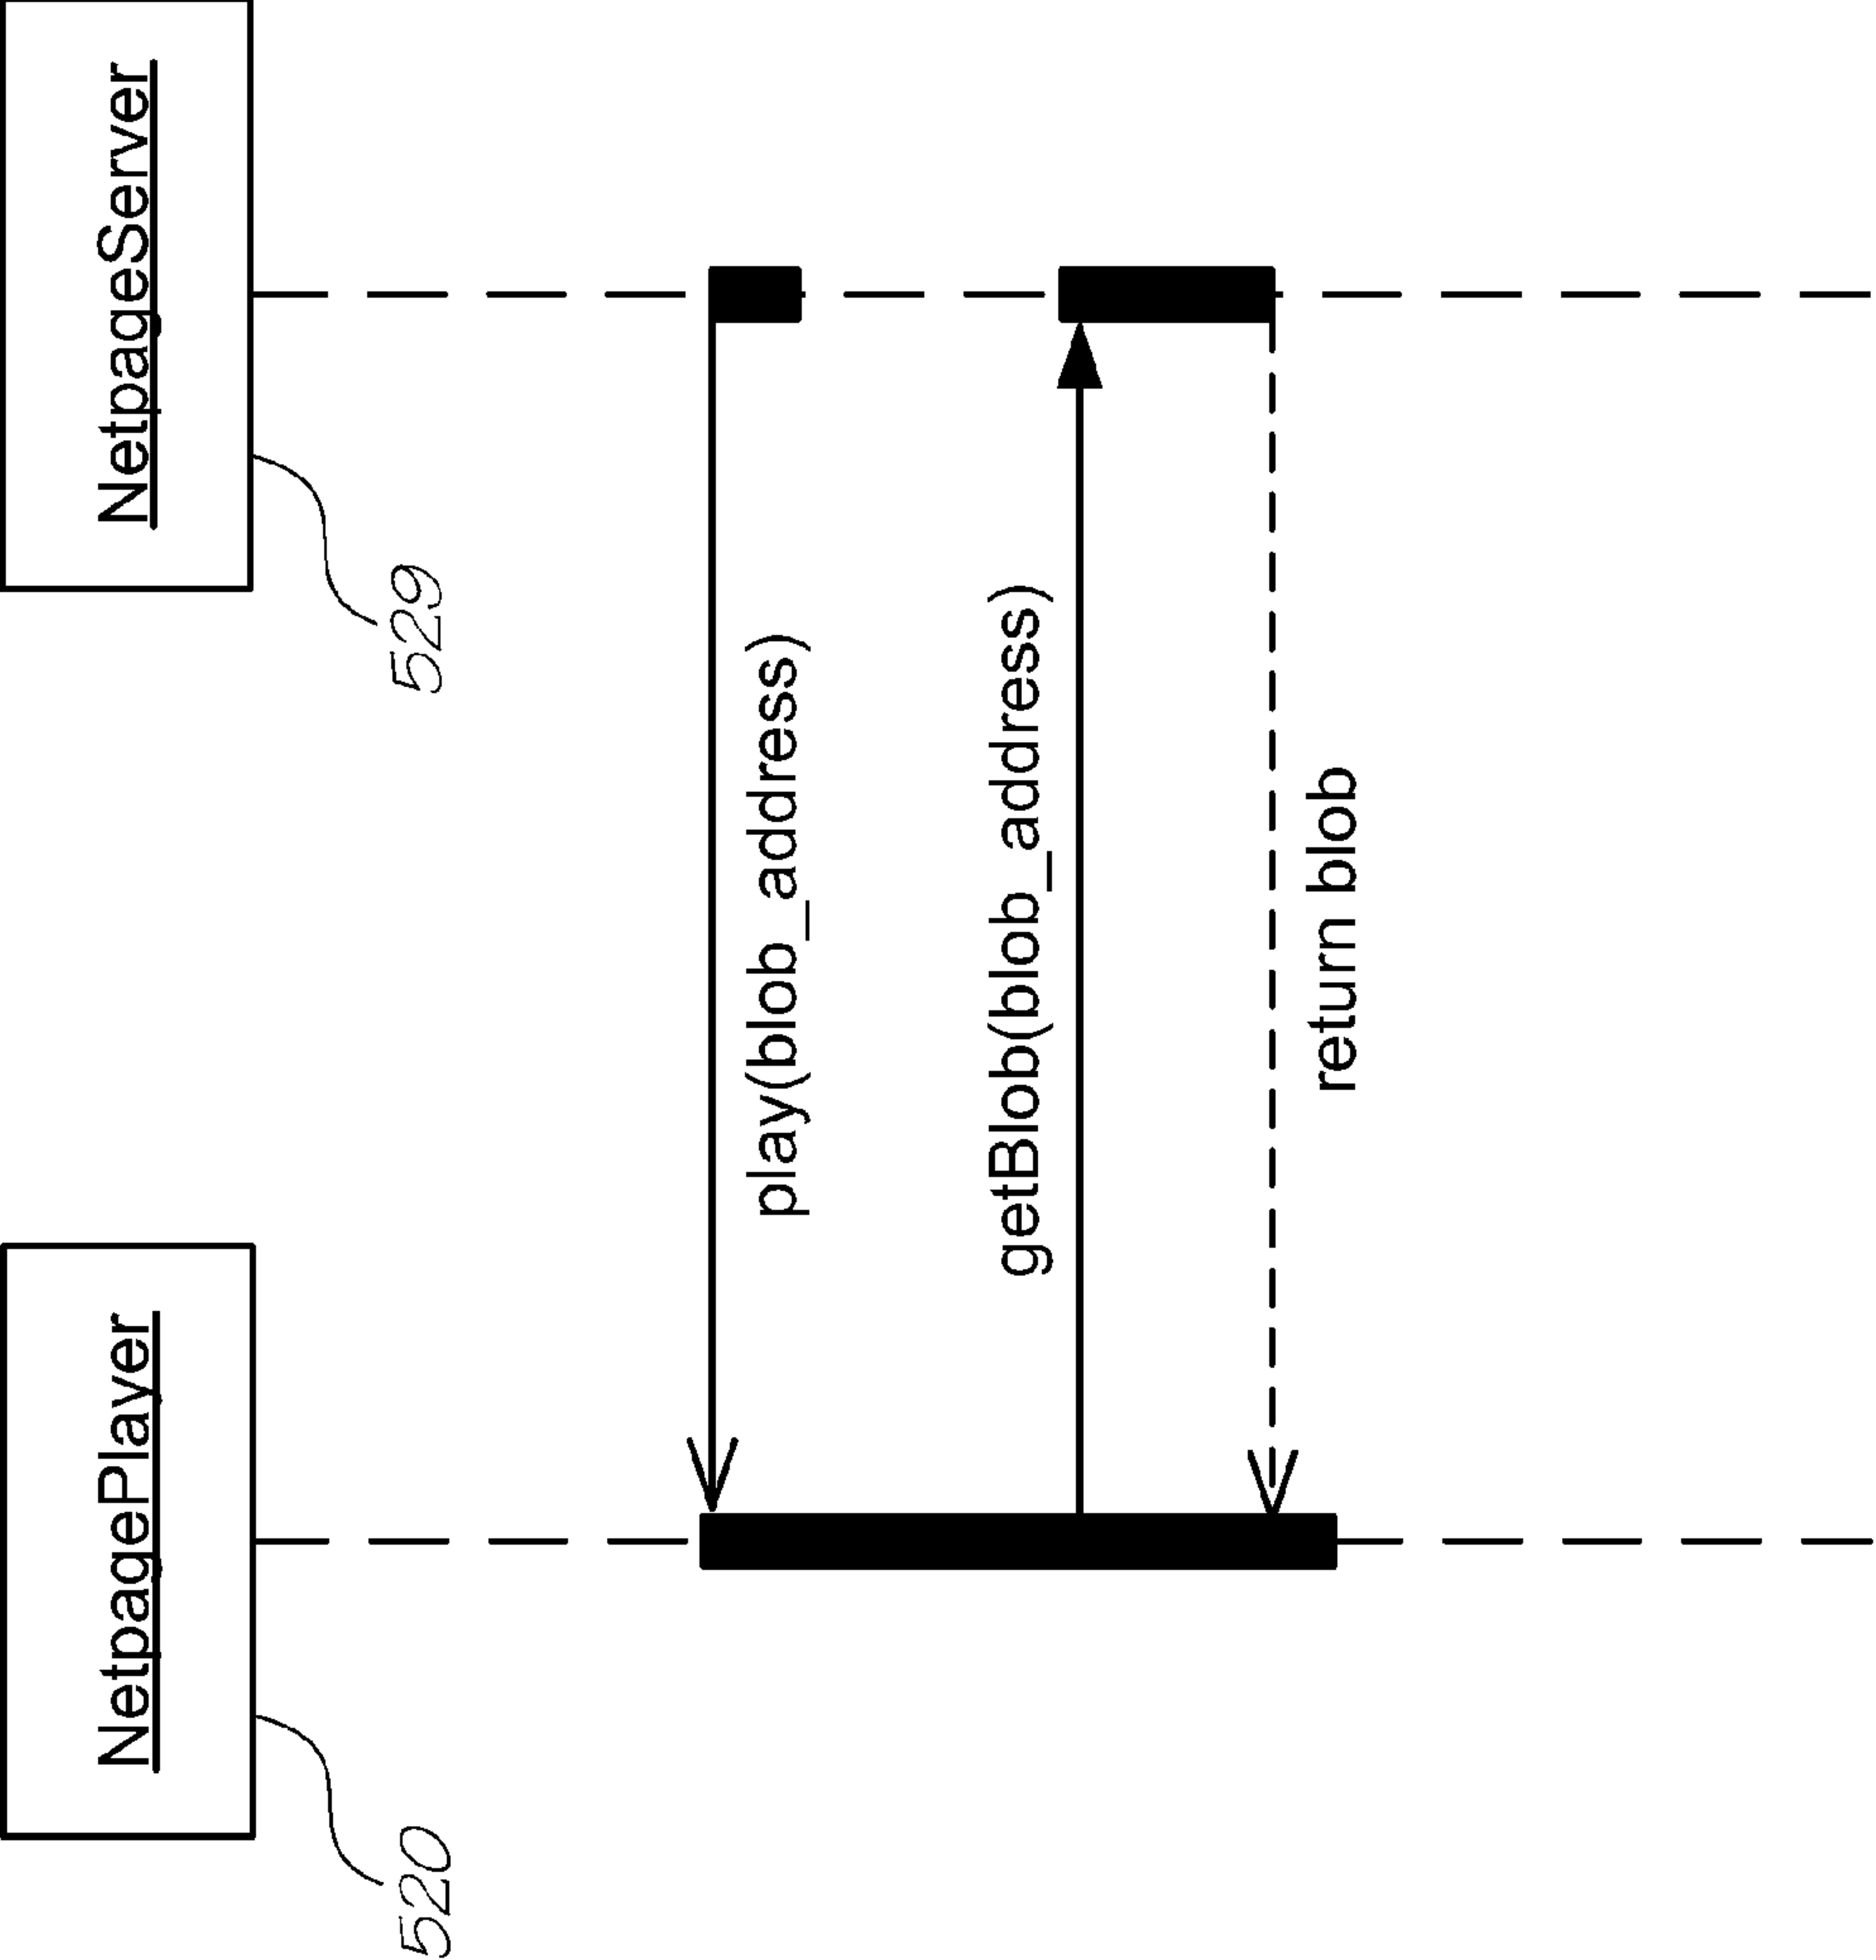 NetpagePlayer
NetpageServer
520
529
play(blob_address)
getBlob(blob_address)
return blob